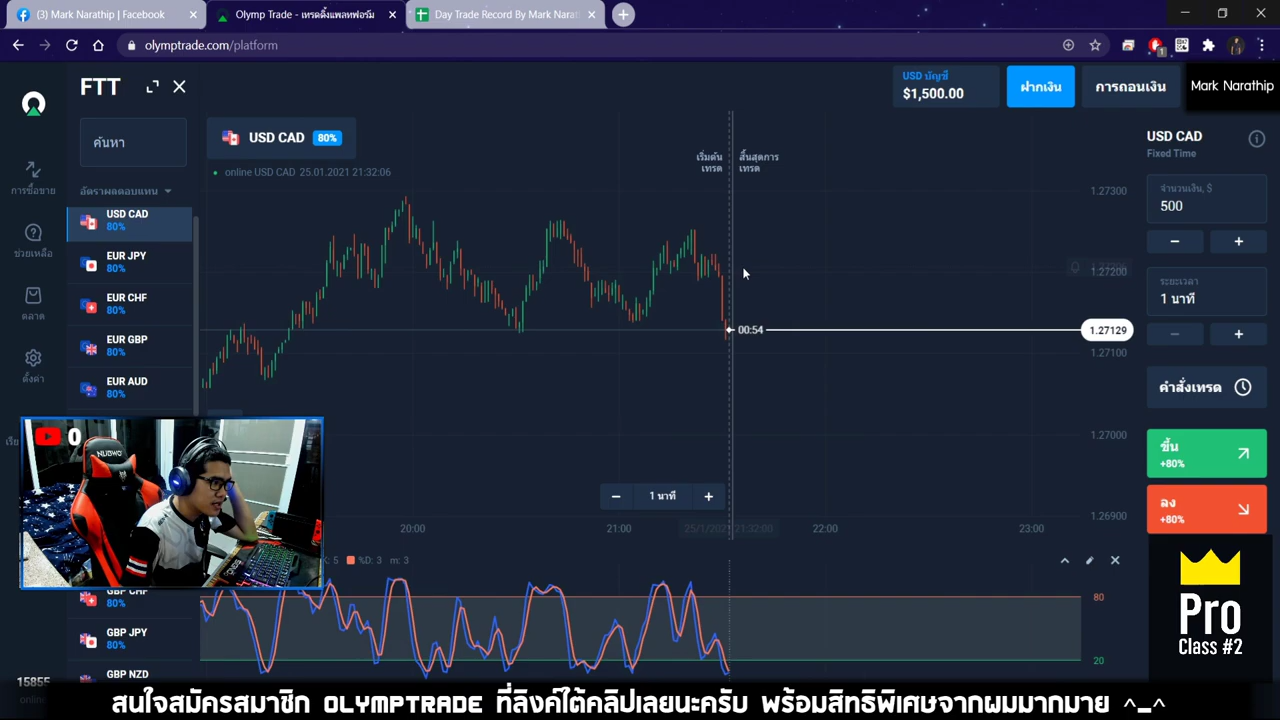 (3) Mark Narathip | Facebook
Olymp Trade - เทรดดิ้งแพลทฟอร์ม
Day Trade Record By Mark Narat
olymptrade.com/platform
1
FTT
USD บัญชี
$1,500.00
ฝากเงิน
การถอนเงิน
Mark Narathip
ค้นหา
USD CAD 80%
online USD CAD 25.01.2021 21:32:06
เริ่มต้น
เทรด
สิ้นสุดการ
เทรด
USD CAD
Fixed Time
การซื้อขาย
ช่วยเหลือ
ตลาด
ตั้งค่า
อัตราผลตอบแทน
USD CAD
80%
EUR JPY
80%
EUR CHF
80%
EUR GBP
80%
EUR AUD
80%
1.27300
1.27200
1.27129
1.27100
1.27000
1.26900
00:54
จำนวนเงิน, $
500
ระยะเวลา
1 นาที
คำสั่งเทรด
ขึ้น
+80%
ลง
+80%
1 นาที
20:00
21:00
25/1/2021 21:32:00
22:00
23:00
0
NUBWO
: 5 %D: 3 m: 3
80
20
GBP CHF
80%
GBP JPY
80%
GBP NZD
15855
online
Pro
Class #2
สนใจสมัครสมาชิก OLYMPTRADE ที่ลิงค์ใต้คลิปเลยนะครับ พร้อมสิทธิพิเศษจากผมมากมาย ^_^